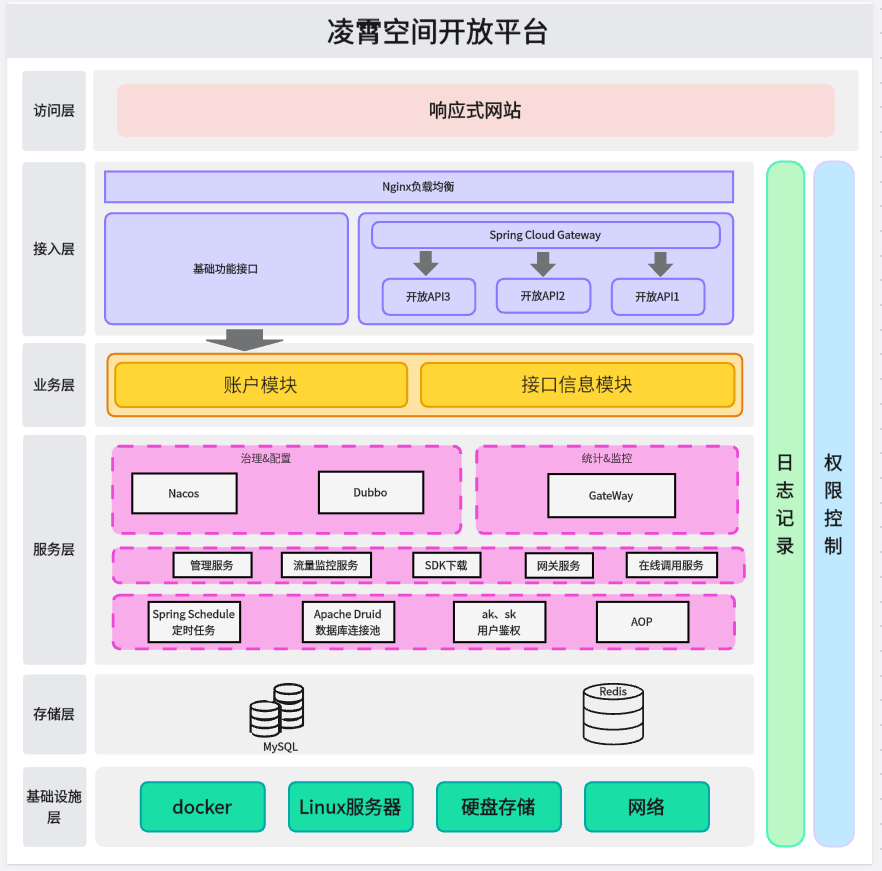 凌霄空间开放平台
访问层
响应式网站
接入层
Nginx负载均衡
基础功能接口
Spring Cloud Gateway
开放API3
开放API2
开放API1
业务层
账户模块
接口信息模块
服务层
治理&配置
Nacos
Dubbo
统计&监控
GateWay
管理服务
流量监控服务
SDK下载
网关服务
在线调用服务
Spring Schedule
定时任务
Apache Druid
数据库连接池
ak、sk
用户鉴权
AOP
存储层
MySQL
Redis
基础设施
层
docker
Linux服务器
硬盘存储
网络
日志记录
权限控制